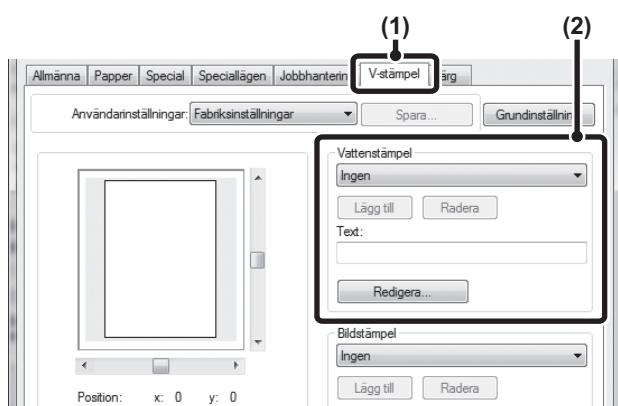 (1) (2)
Allmänna Papper Special Speciallägen Jobbhanterin V-stämpel ärg
Användarinställningar: Fabriksinställningar Spara... Grundinställnin
Vattenstämpel
Ingen
Lägg till Radera
Text:
Redigera...
Bildstämpel
Ingen
Lägg till Radera
Position: x: 0 y: 0